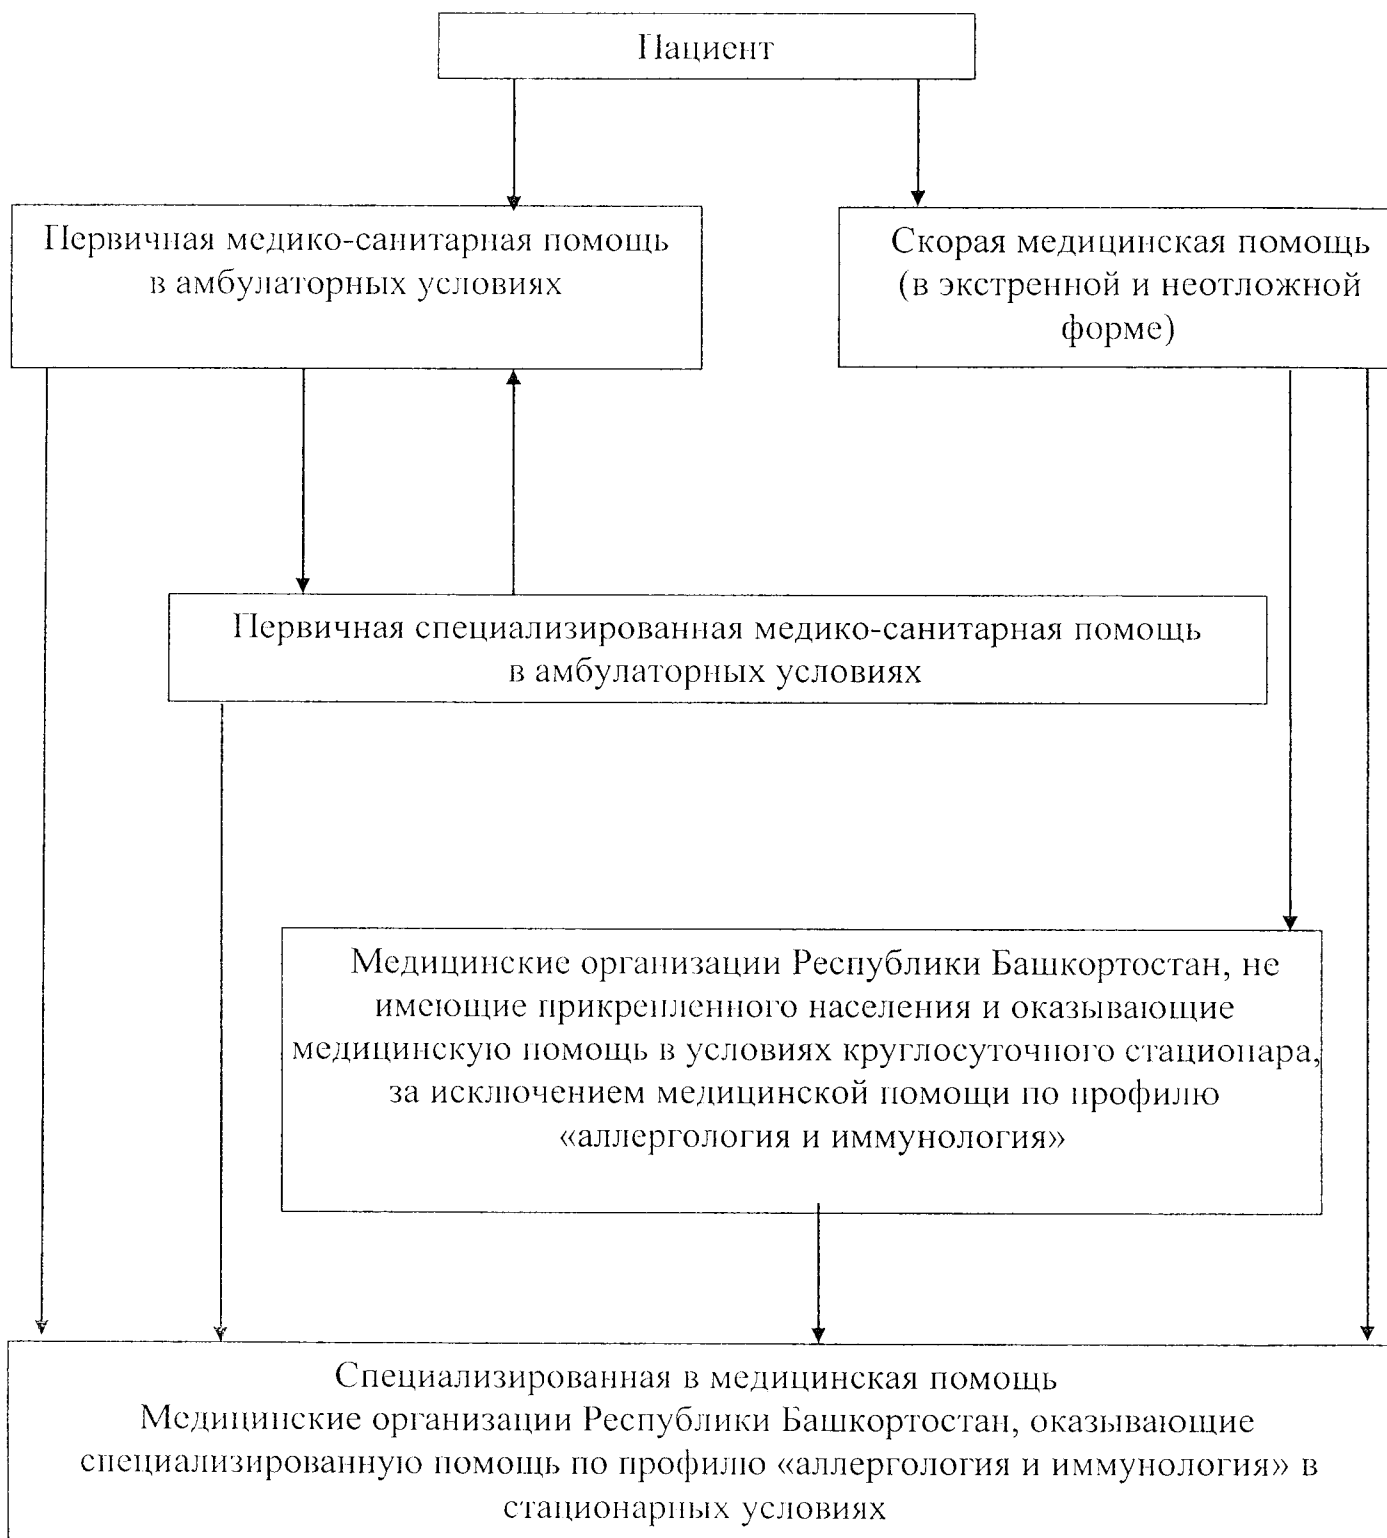 Пациент
Первичная медико-санитарная помощь
в амбулаторных условиях
Скорая медицинская помощь
(в экстренной и неотложной
форме)
Первичная специализированная медико-санитарная помощь
в амбулаторных условиях
Медицинские организации Республики Башкортостан, не
имеющие прикрепленного населения и оказывающие
медицинскую помощь в условиях круглосуточного стационара,
за исключением медицинской помощи по профилю
«аллергология и иммунология»
Специализированная в медицинская помощь
Медицинские организации Республики Башкортостан, оказывающие
специализированную помощь по профилю «аллергология и иммунология» в
стационарных условиях